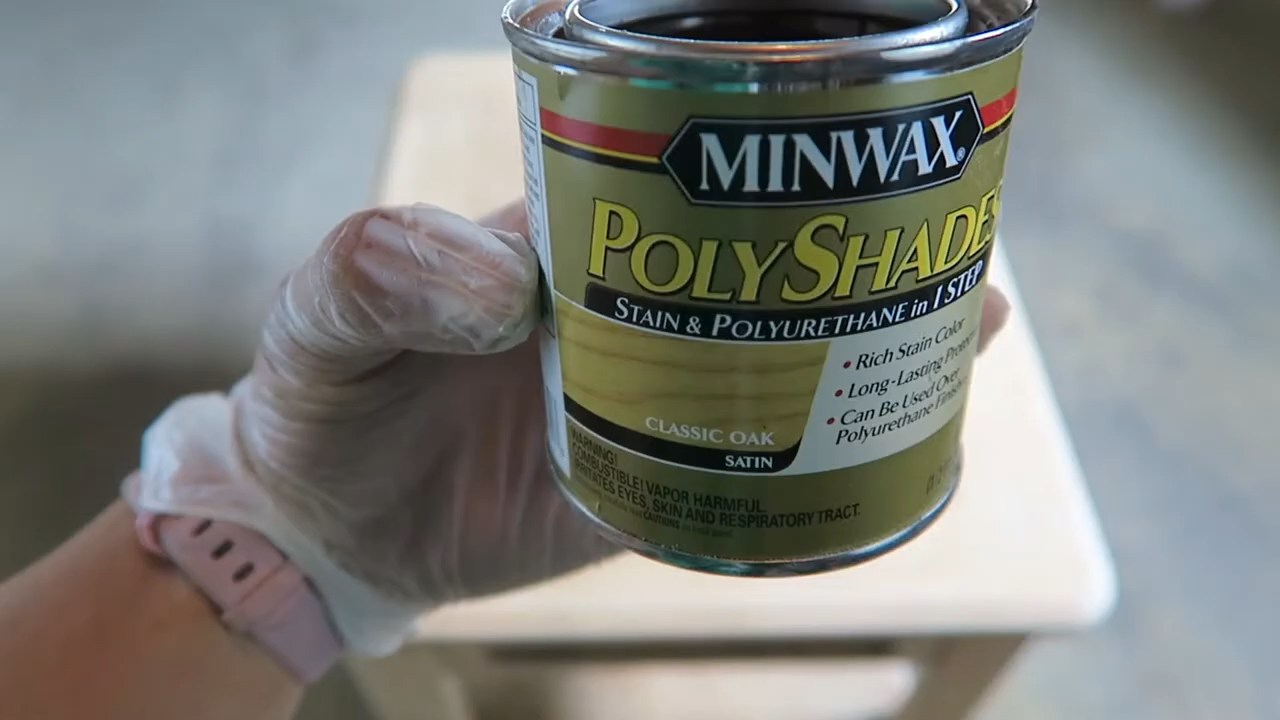 MINWAX®
POLYSHADES
STAIN & POLYURETHANE in 1 STEP
• Rich Stain Color
• Long-Lasting
• Can Be Used Over
Polyurethane
CLASSIC OAK
SATIN
WARNING!
COMBUSTIBLE! VAPOR HARMFUL.
IRRITATES EYES, SKIN AND RESPIRATORY TRACT.
CAUTIONS